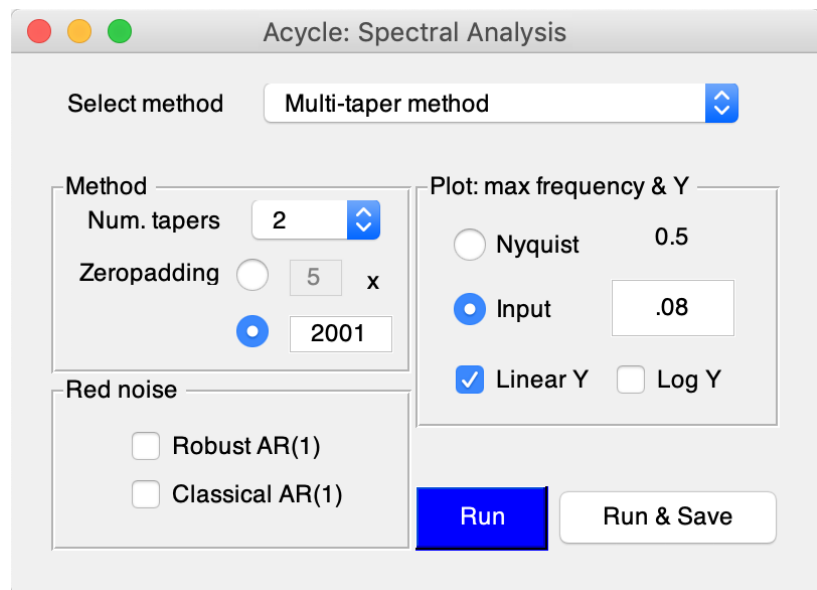 Acycle: Spectral Analysis
Select method Multi-taper method
Method
Num. tapers 2
Zeropadding 5 x
2001
Plot: max frequency & Y
Nyquist 0.5
Input .08
Linear Y Log Y
Red noise
Robust AR(1)
Classical AR(1)
Run Run & Save